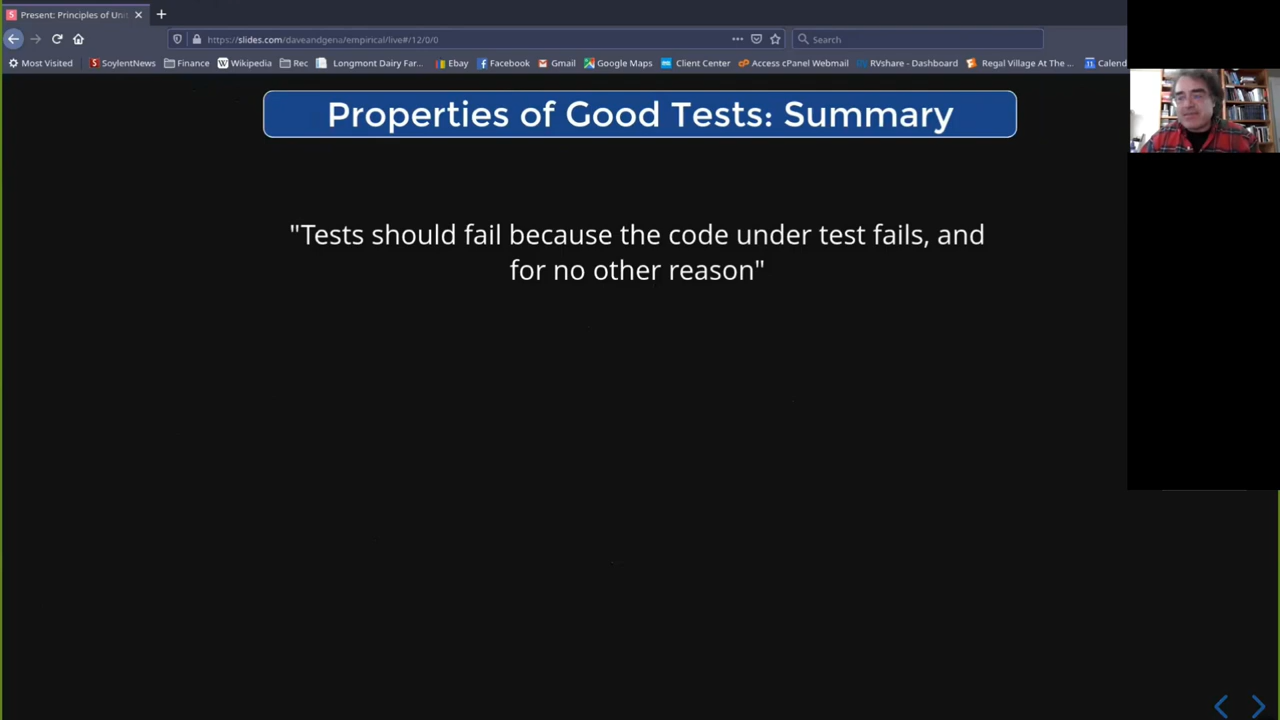 Present: Principles of Uni
https://slides.com/daveandgena/empirical/live#/12/0/0
Search
Most Visited
SoylentNews
Finance
Wikipedia
Rec
Longmont Dairy Far...
Ebay
Facebook
Gmail
Google Maps
Client Center
Access cPanel Webmail
RVshare - Dashboard
Regal Village At The ...
Calend
Properties of Good Tests: Summary
"Tests should fail because the code under test fails, and
for no other reason"